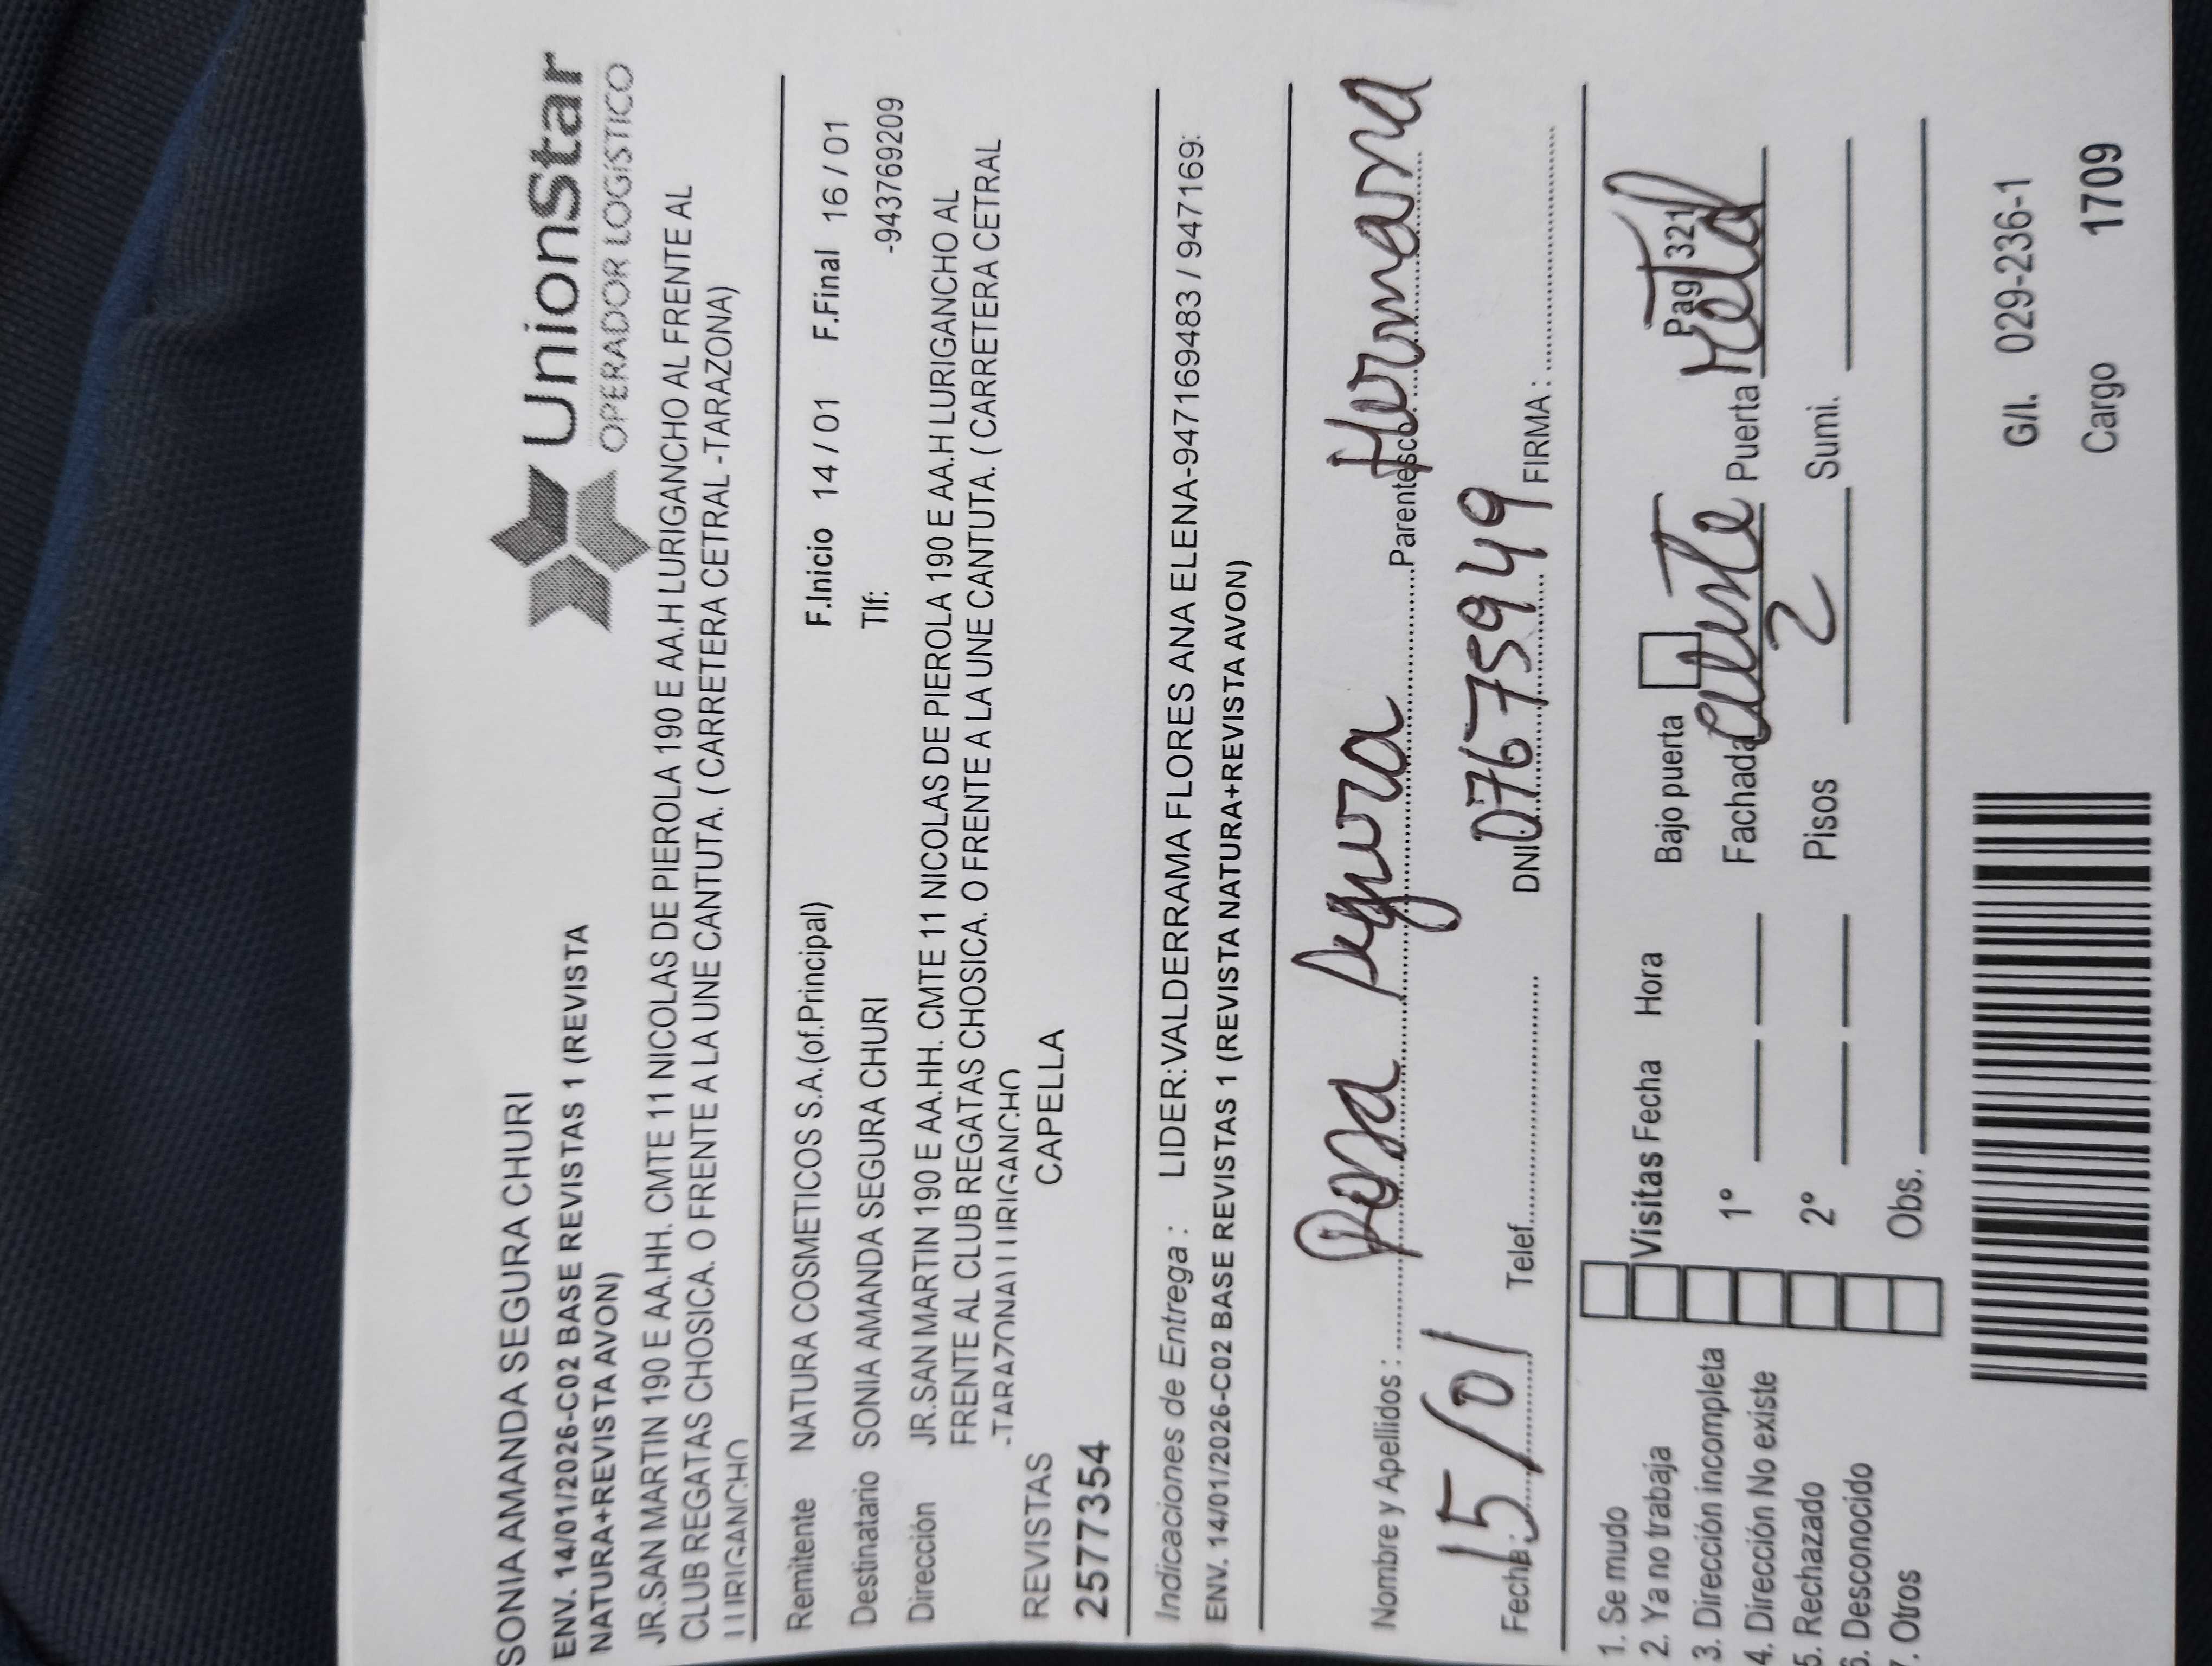 SONIA AMANDA SEGURA CHURI
UnionStar
OPERADOR LOGÍSTICO
ENV. 14/01/2026-C02 BASE REVISTAS 1 (REVISTA
NATURA+REVISTA AVON)
JR.SAN MARTIN 190 E AA.HH. CMTE 11 NICOLAS DE PIEROLA 190 E AA.H LURIGANCHO AL FRENTE AL
CLUB REGATAS CHOSICA. O FRENTE A LA UNE CANTUTA. ( CARRETERA CETRAL -TARAZONA)
Remitente NATURA COSMETICOS S.A.(of.Principal) F.Inicio 14 / 01 F.Final 16 / 01
Destinatario SONIA AMANDA SEGURA CHURI Tlf: -943769209
Dirección JR.SAN MARTIN 190 E AA.HH. CMTE 11 NICOLAS DE PIEROLA 190 E AA.H LURIGANCHO AL
FRENTE AL CLUB REGATAS CHOSICA. O FRENTE A LA UNE CANTUTA. ( CARRETERA CETRAL
REVISTAS CAPELLA
2577354
Indicaciones de Entrega : LIDER:VALDERRAMA FLORES ANA ELENA-947169483 / 947169:
ENV. 14/01/2026-C02 BASE REVISTAS 1 (REVISTA NATURA+REVISTA AVON)
Nombre y Apellidos : Rosa Segura Parentesco Hermana
Fecha: 15/01 Telef. DNI 07675949 FIRMA :
1. Se mudo
2. Ya no trabaja
3. Dirección incompleta
4. Dirección No existe
5. Rechazado
6. Desconocido
7. Otros
Visitas Fecha Hora Bajo puerta Pag 321
1º Fachada Puerta Metal
2º Pisos 2 Sumi.
Obs.
G/I. 029-236-1
Cargo 1709